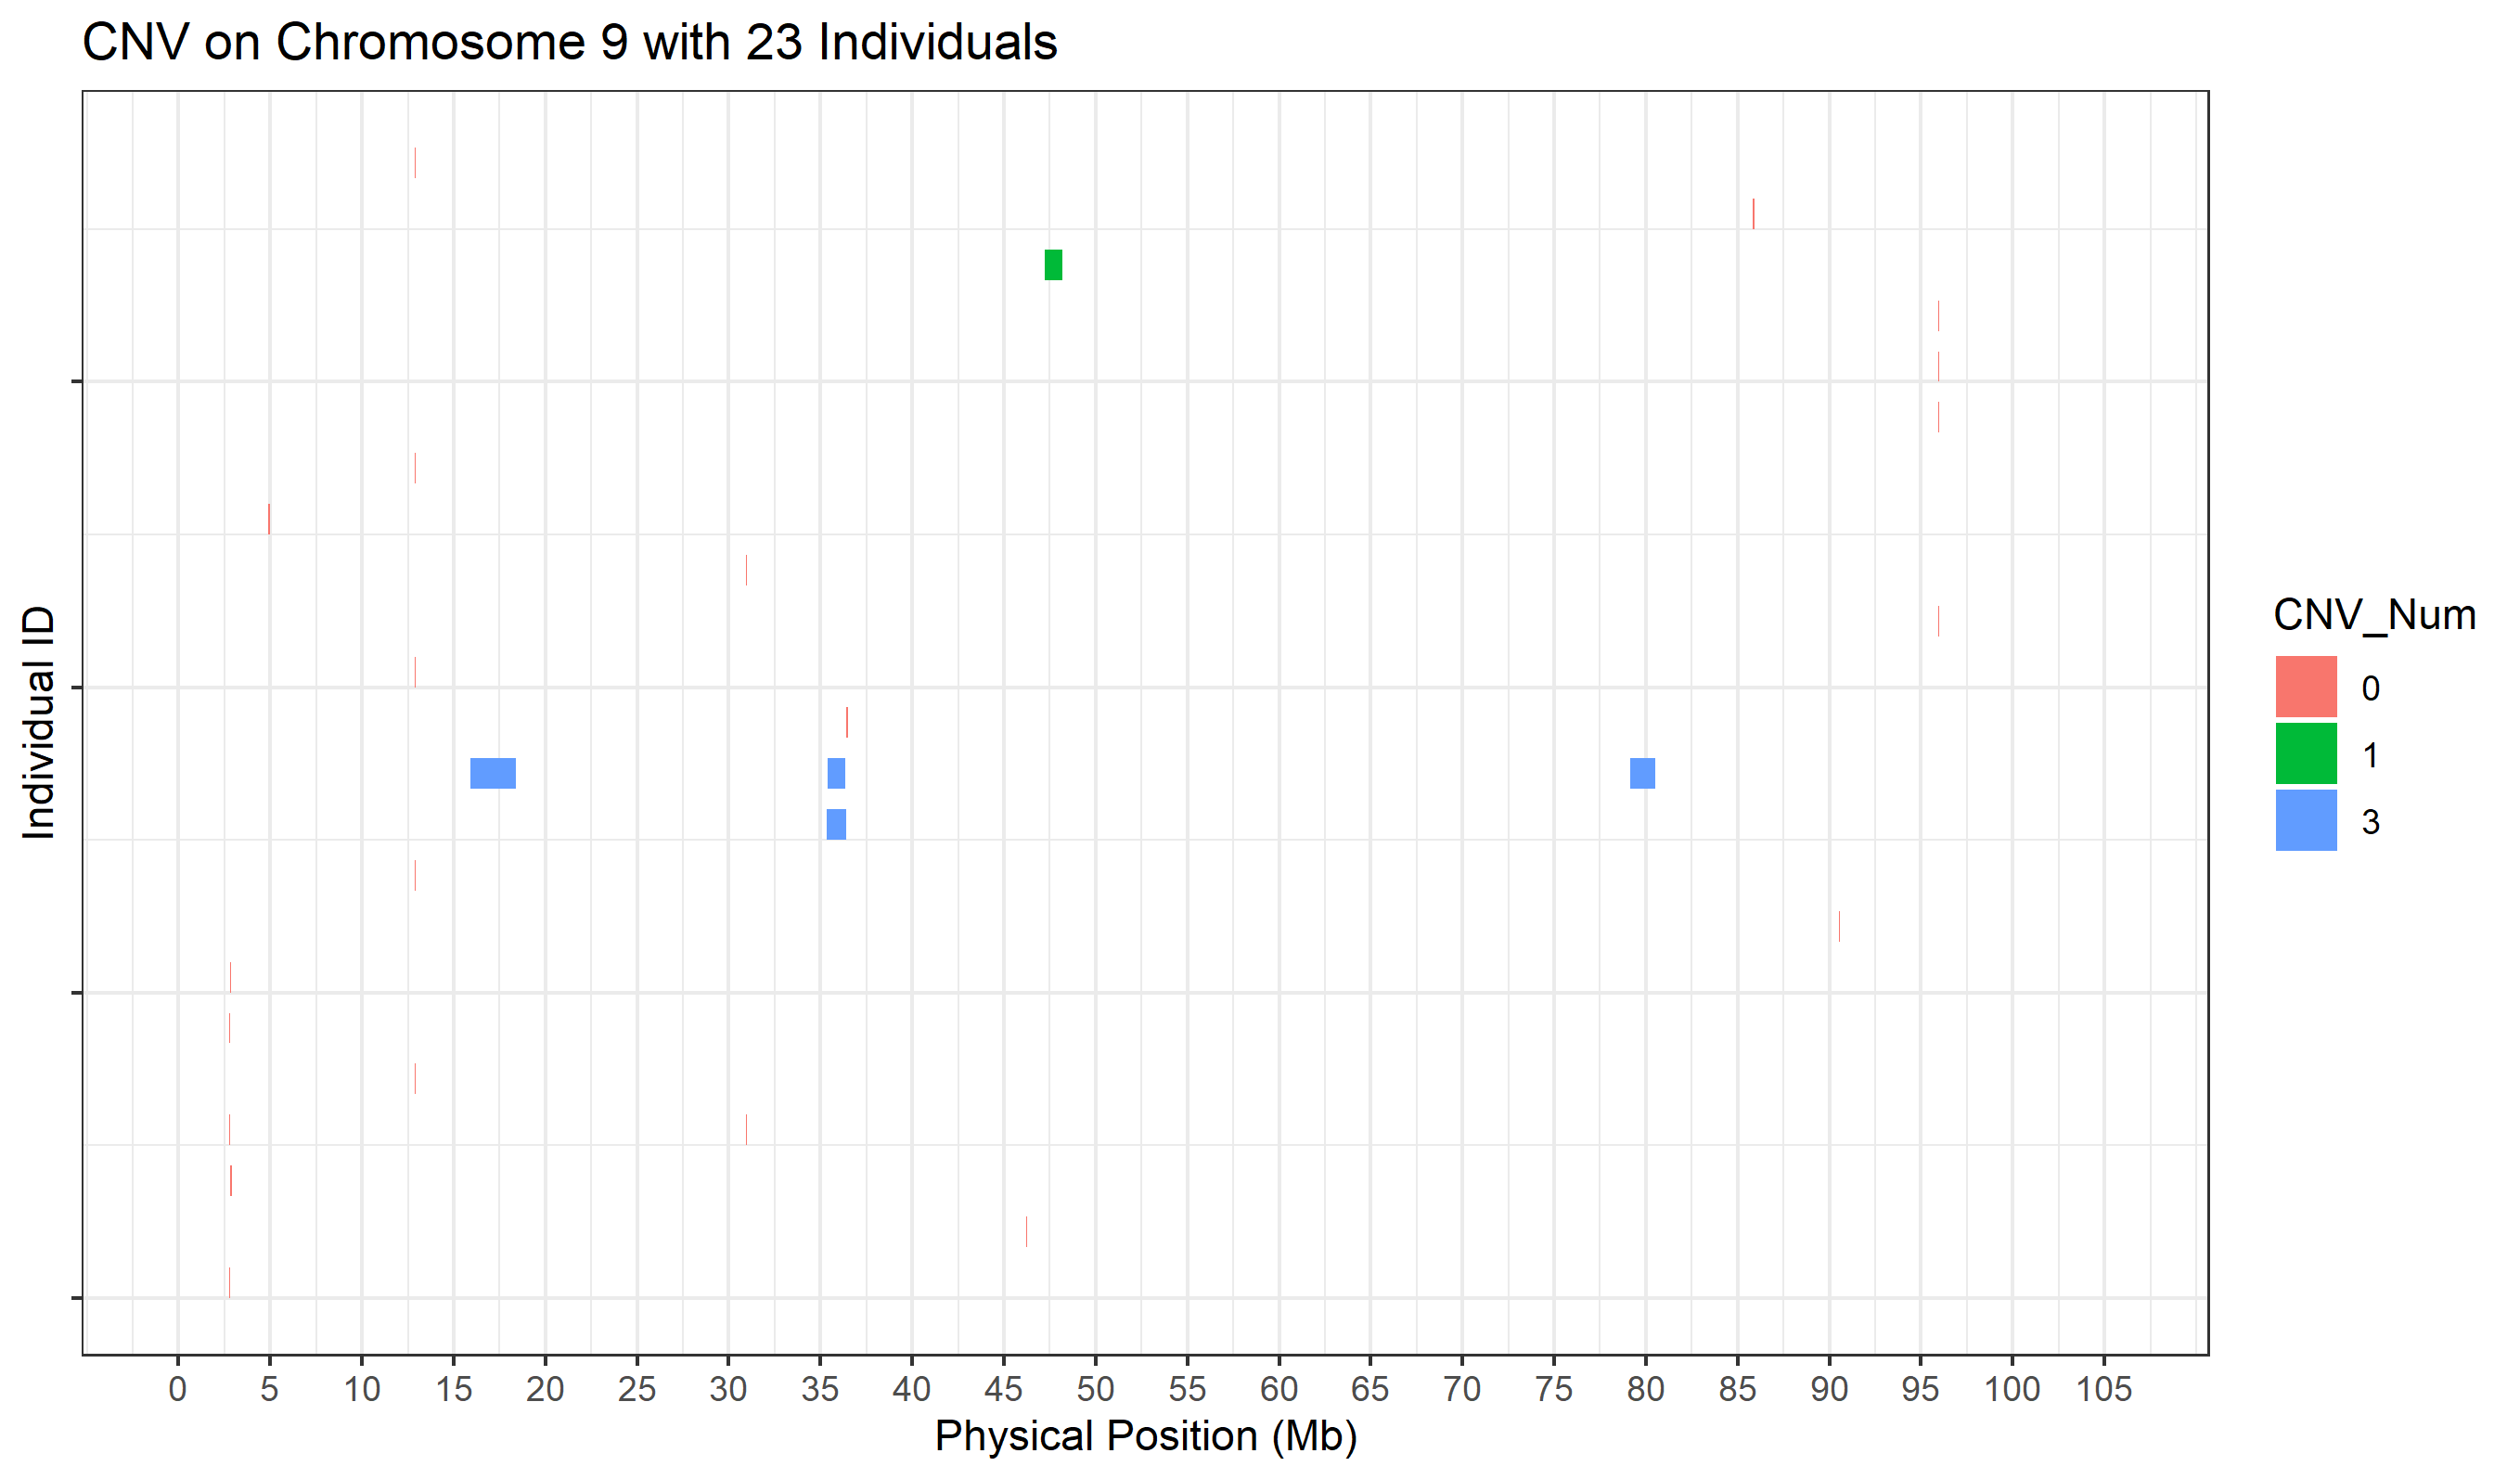 CNV on Chromosome 9 with 23 Individuals
Individual ID
CNV_Num
0
1
3
0 5 10 15 20 25 30 35 40 45 50 55 60 65 70 75 80 85 90 95 100 105
Physical Position (Mb)